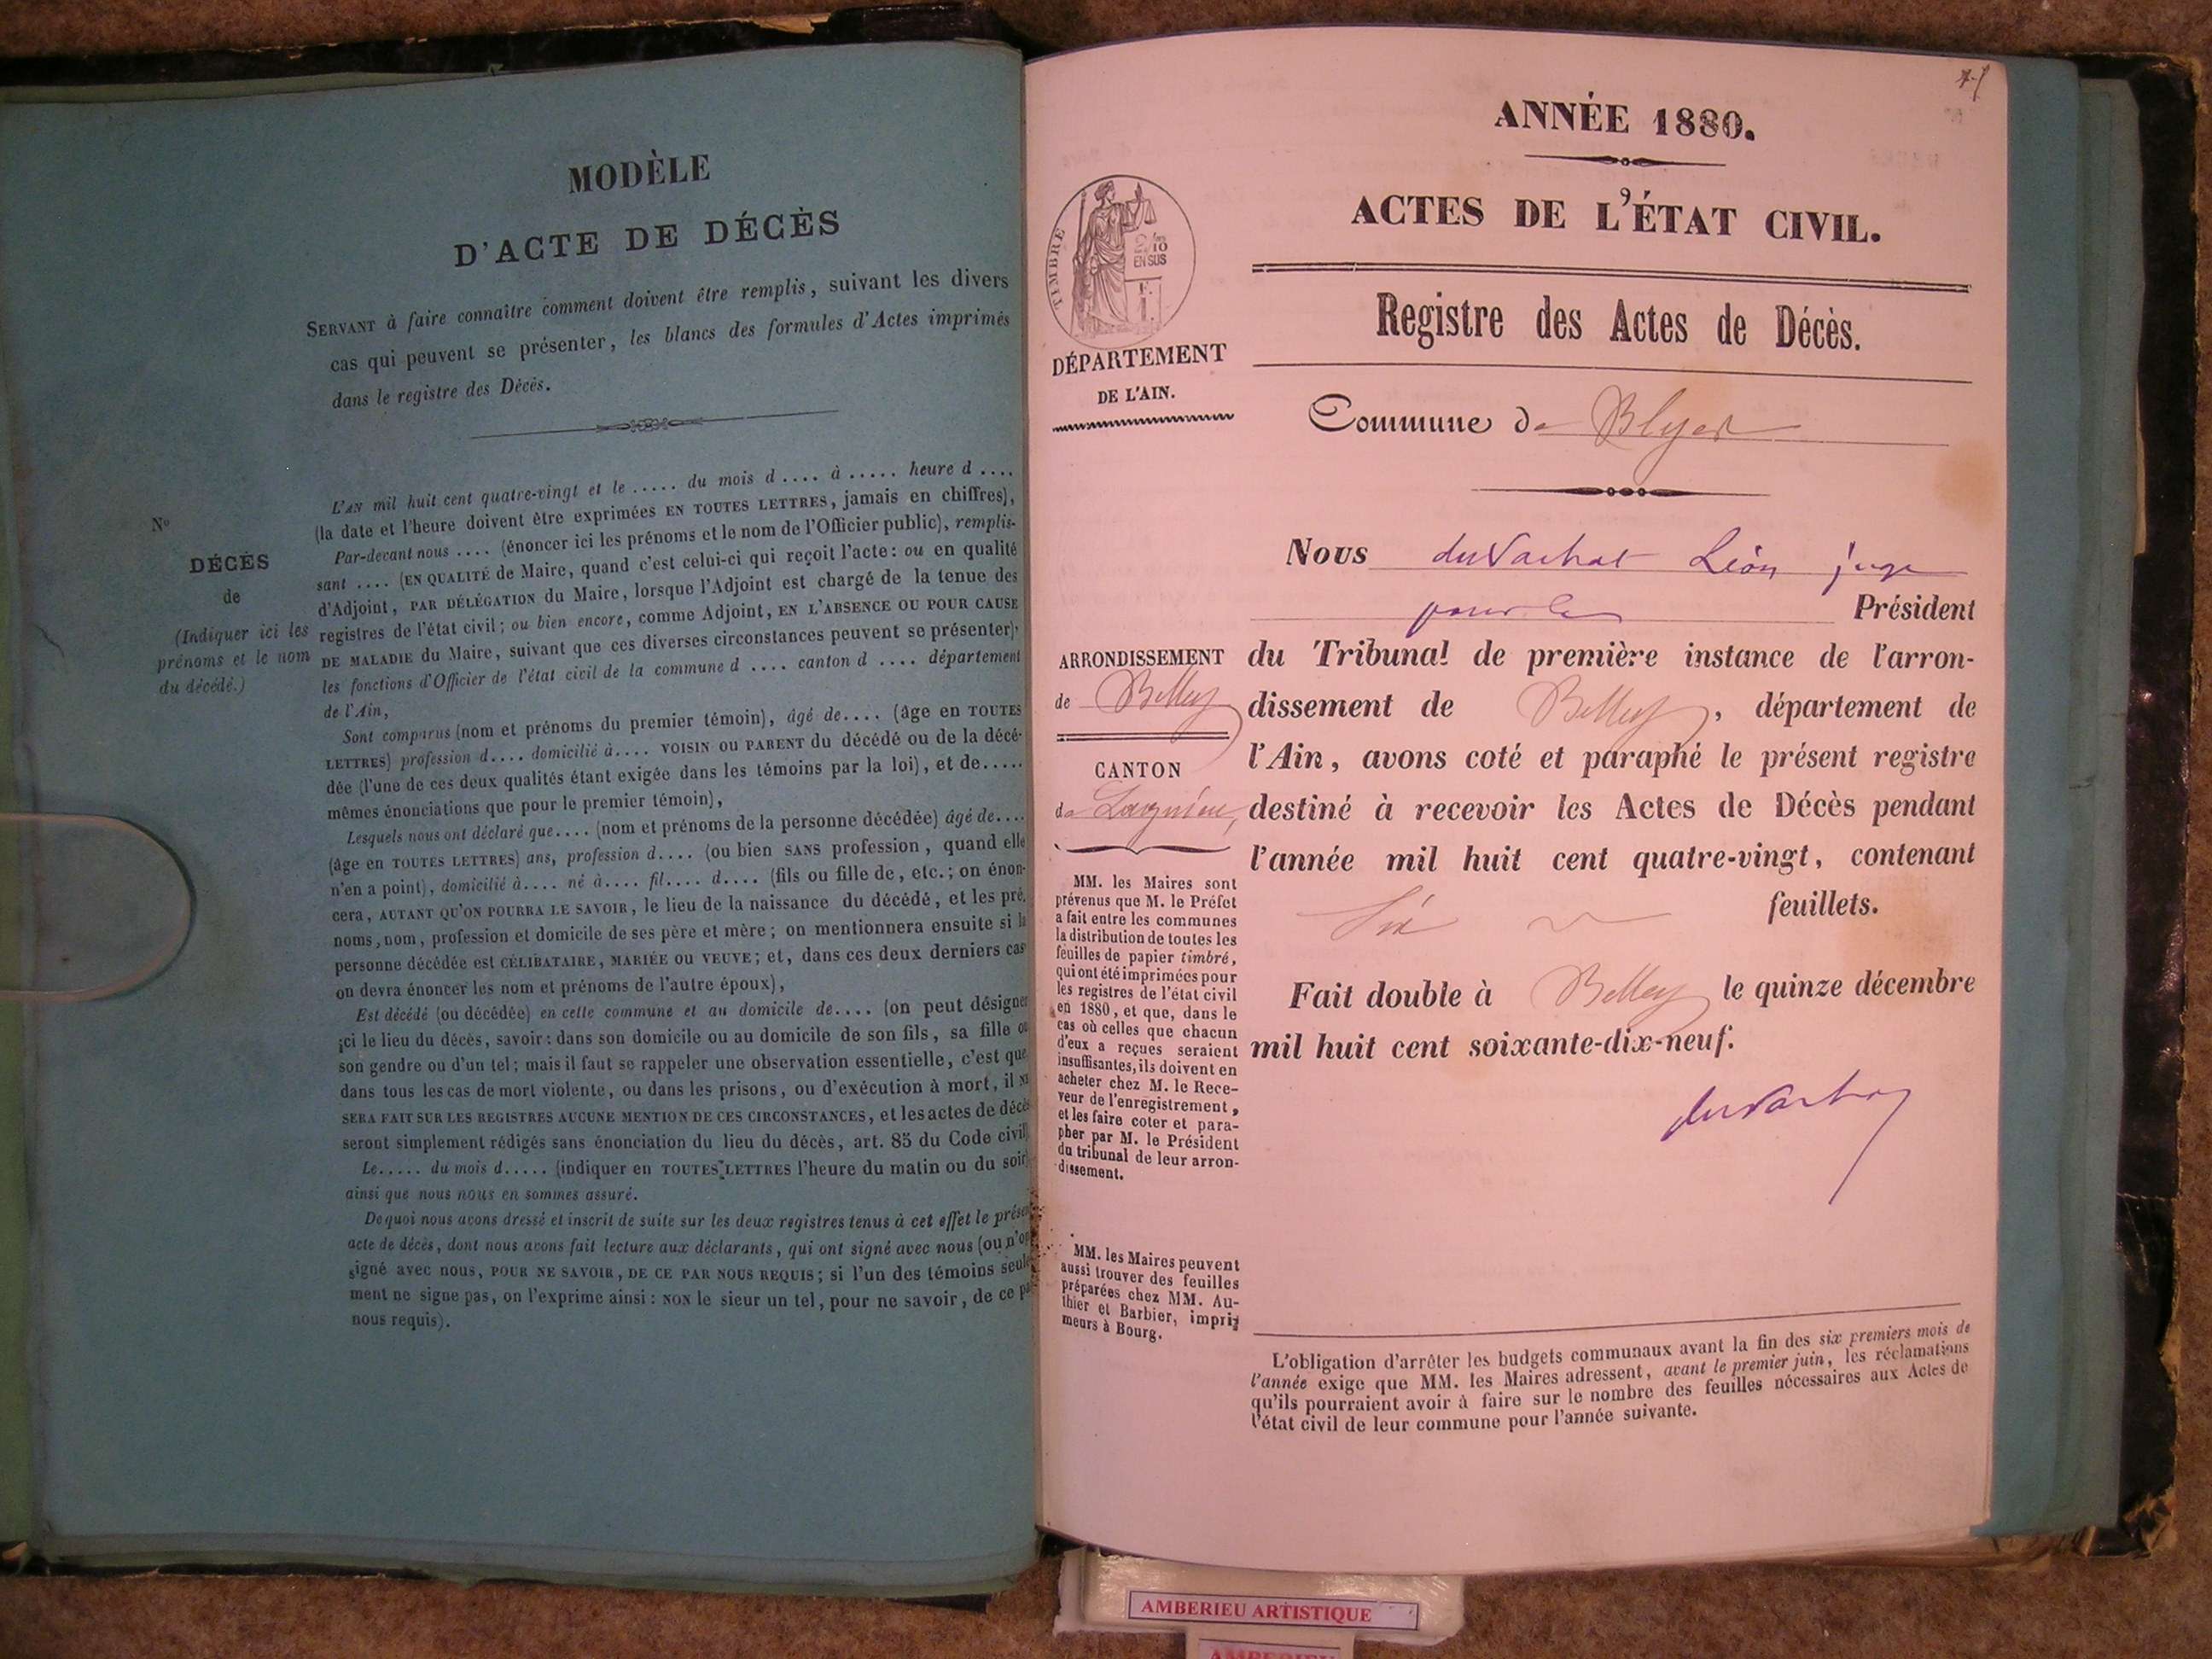 MODÈLE
D'ACTE DE DÉCÈS
SERVANT à faire connaître comment doivent être remplis, suivant les divers
cas qui peuvent se présenter, les blancs des formules d'Actes imprimés
dans le registre des Décès.
N°
DÉCÈS
de
(Indiquer ici les
prénoms et le nom
du décédé.)
L'AN mil huit cent quatre-vingt et le ..... du mois d .... à ..... heure d ....
(la date et l'heure doivent être exprimées EN TOUTES LETTRES, jamais en chiffres),
Par-devant nous .... (énoncer ici les prénoms et le nom de l'Officier public), remplis-
sant .... (EN QUALITÉ de Maire, quand c'est celui-ci qui reçoit l'acte: ou en qualité
d'Adjoint, PAR DÉLÉGATION du Maire, lorsque l'Adjoint est chargé de la tenue des
registres de l'état civil; ou bien encore, comme Adjoint, EN L'ABSENCE OU POUR CAUSE
DE MALADIE du Maire, suivant que ces diverses circonstances peuvent se présenter),
les fonctions d'Officier de l'état civil de la commune d .... canton d .... département
de l'Ain,
Sont comparus (nom et prénoms du premier témoin), âgé de.... (âge en TOUTES
LETTRES) profession d.... domicilié à.... VOISIN OU PARENT du décédé ou de la décé-
dée (l'une de ces deux qualités étant exigée dans les témoins par la loi), et de.....
mêmes énonciations que pour le premier témoin),
Lesquels nous ont déclaré que.... (nom et prénoms de la personne décédée) âgé de....
(âge en TOUTES LETTRES) ans, profession d.... (ou bien SANS profession, quand elle
n'en a point), domicilié à.... né à.... fil.... d.... (fils ou fille de, etc.; on énon-
cera, AUTANT QU'ON POURRA LE SAVOIR, le lieu de la naissance du décédé, et les pré-
noms, nom, profession et domicile de ses père et mère; on mentionnera ensuite si la
personne décédée est CÉLIBATAIRE, MARIÉE OU VEUVE; et, dans ces deux derniers cas
on devra énoncer les nom et prénoms de l'autre époux),
Est décédé (ou décédée) en cette commune et au domicile de.... (on peut désigner
ici le lieu du décès, savoir: dans son domicile ou au domicile de son fils, sa fille ou
son gendre ou d'un tel; mais il faut se rappeler une observation essentielle, c'est que
dans tous les cas de mort violente, ou dans les prisons, ou d'exécution à mort, il NE
SERA FAIT SUR LES REGISTRES AUCUNE MENTION DE CES CIRCONSTANCES, et les actes de décès
seront simplement rédigés sans énonciation du lieu du décès, art. 85 du Code civil)
Le..... du mois d..... (indiquer en TOUTES LETTRES l'heure du matin ou du soir)
ainsi que nous nous en sommes assuré.
De quoi nous avons dressé et inscrit de suite sur les deux registres tenus à cet effet le présen
acte de décès, dont nous avons fait lecture aux déclarants, qui ont signé avec nous (ou n'on
signé avec nous, POUR NE SAVOIR, DE CE PAR NOUS REQUIS; si l'un des témoins seule
ment ne signe pas, on l'exprime ainsi: NON le sieur un tel, pour ne savoir, de ce pa
nous requis).
ANNÉE 1880.
ACTES DE L'ÉTAT CIVIL.
TIMBRE
2/10
EN SUS
DÉPARTEMENT
DE L'AIN.
Registre des Actes de Décès.
Commune de Blyes
Nous du Vachat Léon juge
pour le Président
du Tribunal de première instance de l'arron-
dissement de Belley, département de
l'Ain, avons coté et paraphé le présent registre
destiné à recevoir les Actes de Décès pendant
l'année mil huit cent quatre-vingt, contenant
Six feuillets.
Fait double à Belley le quinze décembre
mil huit cent soixante-dix-neuf.
du Vachat
ARRONDISSEMENT
de Belley
CANTON
de Lagnieu,
MM. les Maires sont
prévenus que M. le Préfet
a fait entre les communes
la distribution de toutes les
feuilles de papier timbré,
qui ont été imprimées pour
les registres de l'état civil
en 1880, et que, dans le
cas où celles que chacun
d'eux a reçues seraient
insuffisantes, ils doivent en
acheter chez M. le Rece-
veur de l'enregistrement,
et les faire coter et para-
pher par M. le Président
du tribunal de leur arron-
dissement.
MM. les Maires peuvent
aussi trouver des feuilles
préparées chez MM. Au-
thier et Barbier, impri-
meurs à Bourg.
L'obligation d'arrêter les budgets communaux avant la fin des six premiers mois de
l'année exige que MM. les Maires adressent, avant le premier juin, les réclamations
qu'ils pourraient avoir à faire sur le nombre des feuilles nécessaires aux Actes de
l'état civil de leur commune pour l'année suivante.
AMBERIEU ARTISTIQUE
AMBERIEU